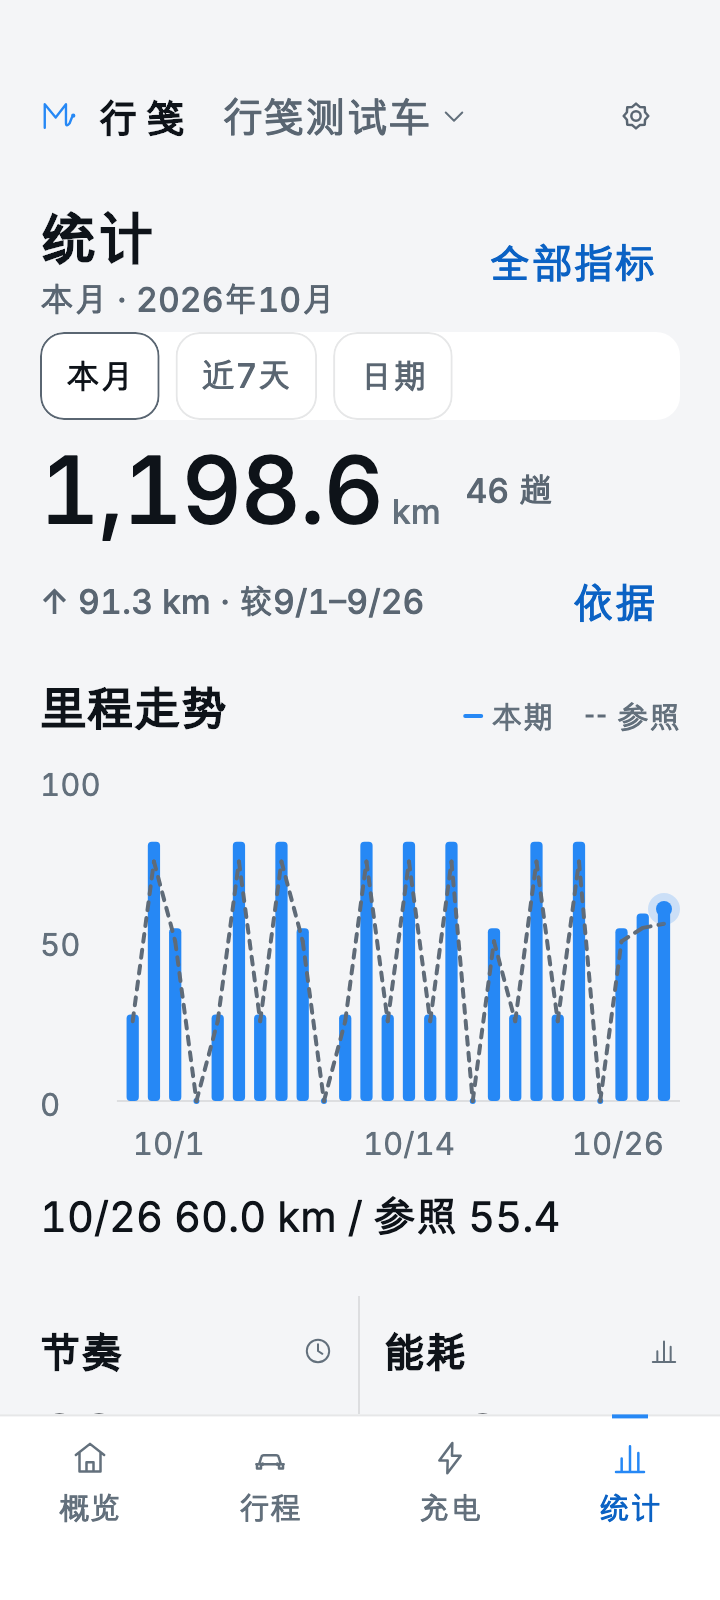 行笺 行笺测试车
统计
全部指标
本月 · 2026年10月
本月 近7天 日期
1,198.6 km 46 趟
↑ 91.3 km · 较9/1–9/26 依据
里程走势 本期 -- 参照
100
50
0
10/1 10/14 10/26
10/26 60.0 km / 参照 55.4
节奏 能耗
概览 行程 充电 统计